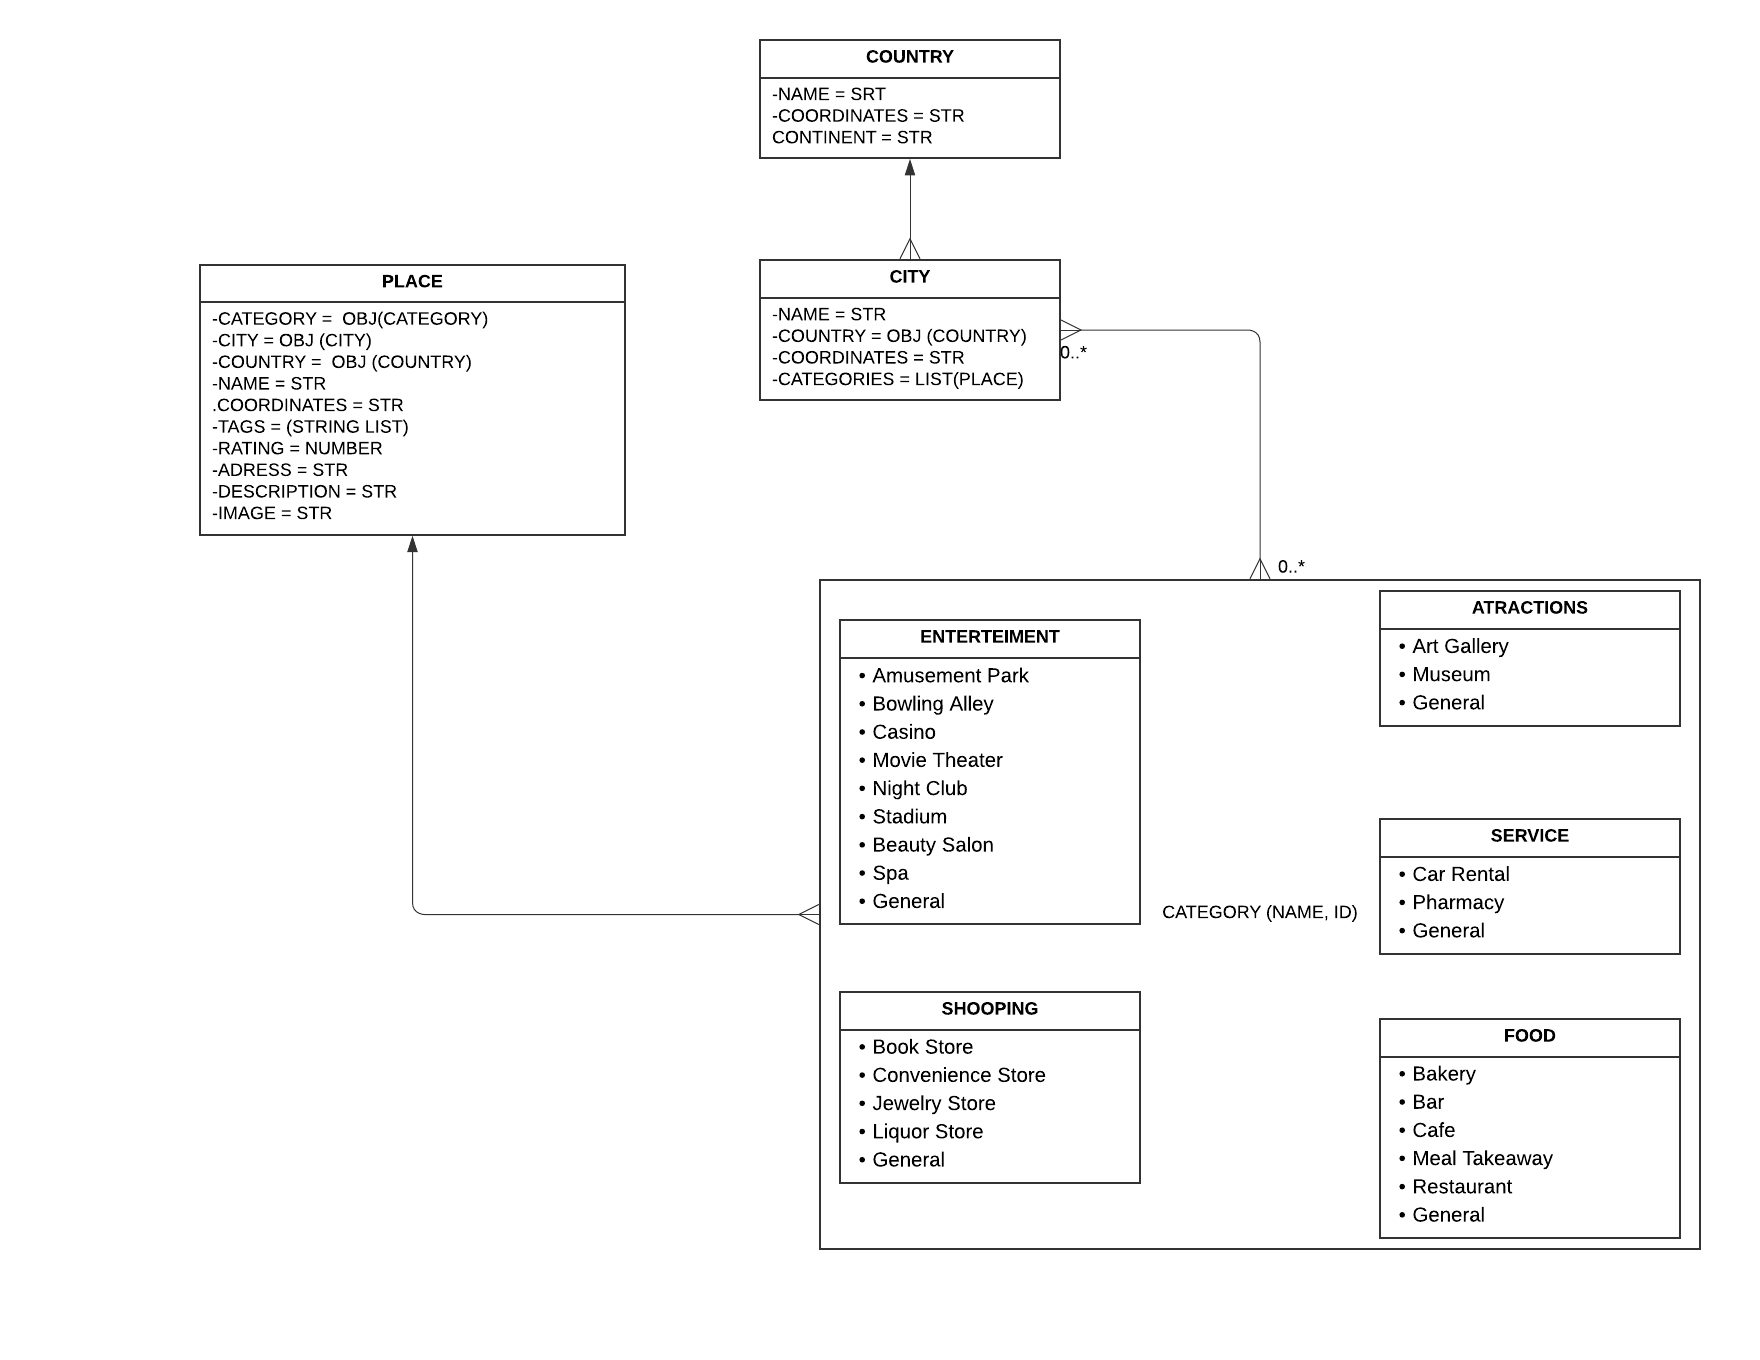 COUNTRY
-NAME = SRT
-COORDINATES = STR
CONTINENT = STR
CITY
-NAME = STR
-COUNTRY = OBJ (COUNTRY)
-COORDINATES = STR
-CATEGORIES = LIST(PLACE)
0..*
PLACE
-CATEGORY =  OBJ(CATEGORY)
-CITY = OBJ (CITY)
-COUNTRY =  OBJ (COUNTRY)
-NAME = STR
.COORDINATES = STR
-TAGS = (STRING LIST)
-RATING = NUMBER
-ADRESS = STR
-DESCRIPTION = STR
-IMAGE = STR
0..*
ENTERTEIMENT
• Amusement Park
• Bowling Alley
• Casino
• Movie Theater
• Night Club
• Stadium
• Beauty Salon
• Spa
• General
ATRACTIONS
• Art Gallery
• Museum
• General
SERVICE
• Car Rental
• Pharmacy
• General
CATEGORY (NAME, ID)
SHOOPING
• Book Store
• Convenience Store
• Jewelry Store
• Liquor Store
• General
FOOD
• Bakery
• Bar
• Cafe
• Meal Takeaway
• Restaurant
• General